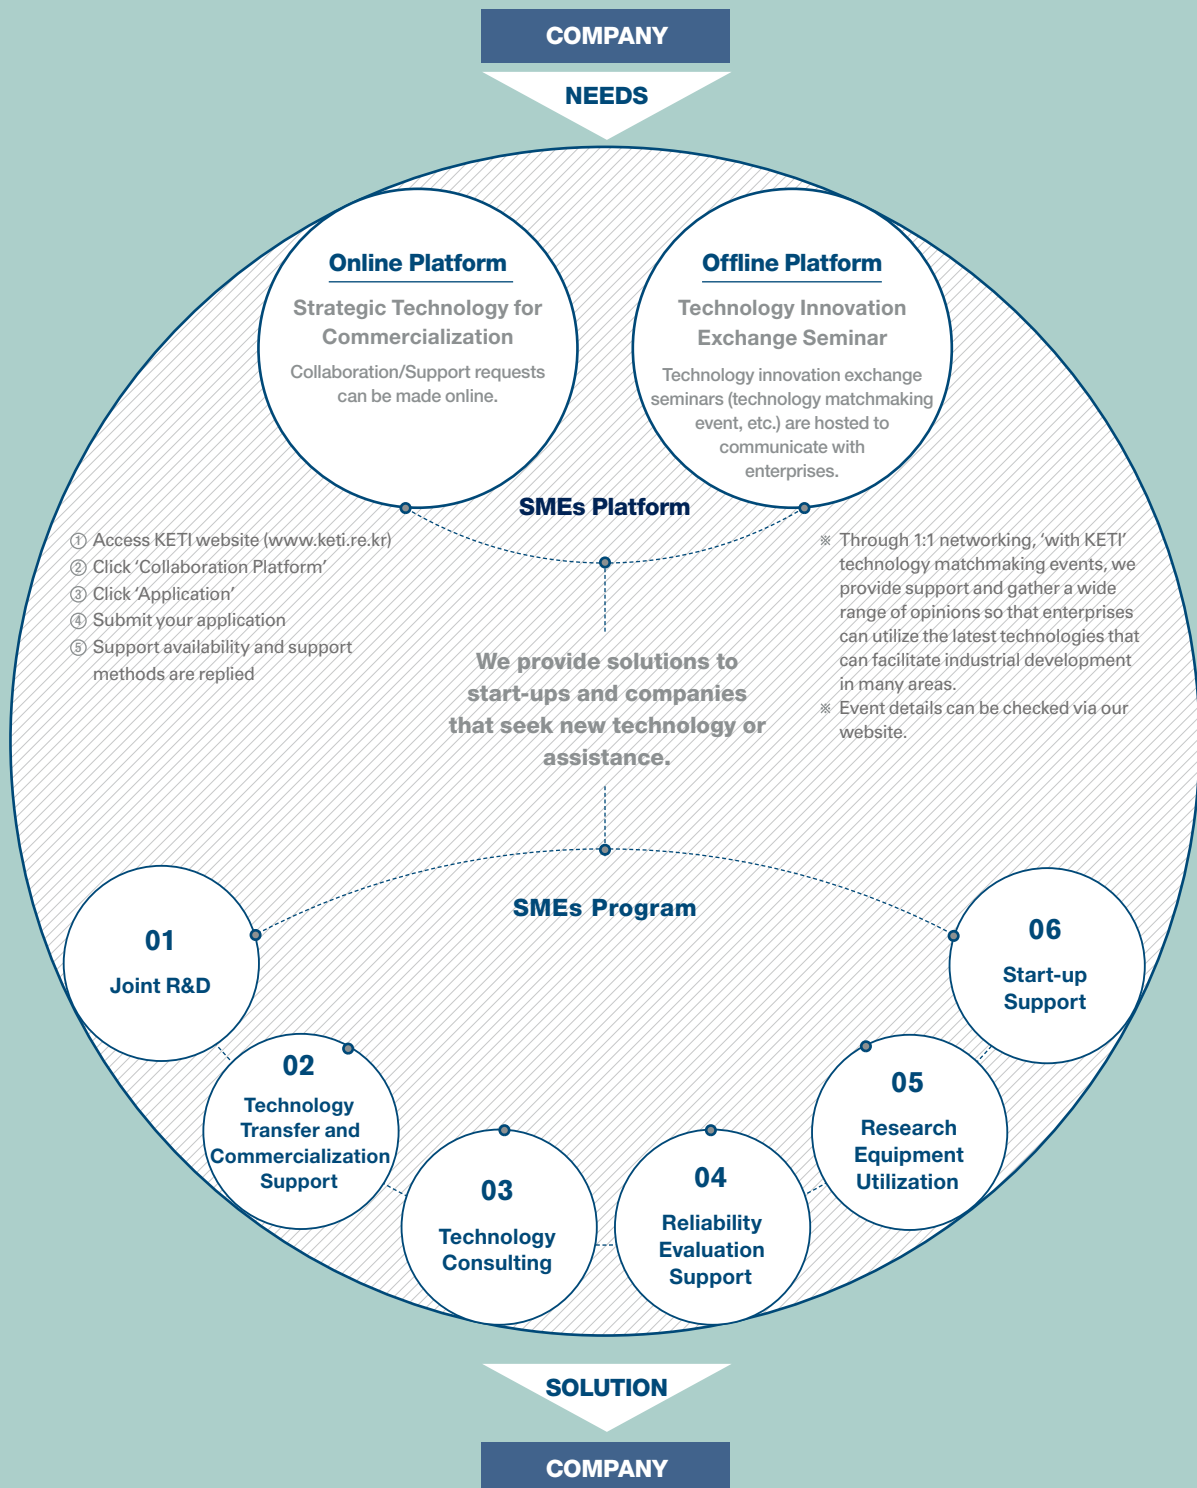 COMPANY
NEEDS
Online Platform
Strategic Technology for
Commercialization
Collaboration/Support requests
can be made online.
Offline Platform
Technology Innovation
Exchange Seminar
Technology innovation exchange
seminars (technology matchmaking
event, etc.) are hosted to
communicate with
enterprises.
SMEs Platform
① Access KETI website (www.keti.re.kr)
② Click ‘Collaboration Platform’
③ Click ‘Application’
④ Submit your application
⑤ Support availability and support
methods are replied
※ Through 1:1 networking, ‘with KETI’
technology matchmaking events, we
provide support and gather a wide
range of opinions so that enterprises
can utilize the latest technologies that
can facilitate industrial development
in many areas.
※ Event details can be checked via our
website.
We provide solutions to
start-ups and companies
that seek new technology or
assistance.
SMEs Program
01
Joint R&D
02
Technology
Transfer and
Commercialization
Support
03
Technology
Consulting
04
Reliability
Evaluation
Support
05
Research
Equipment
Utilization
06
Start-up
Support
SOLUTION
COMPANY